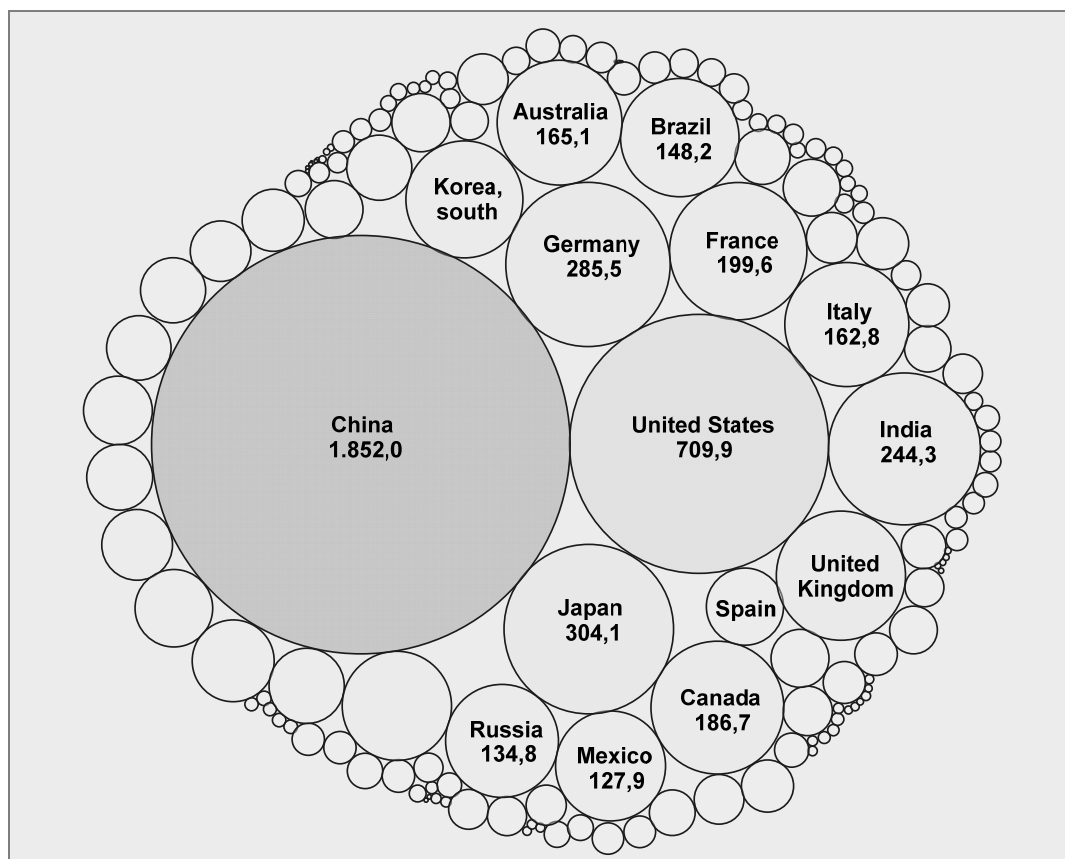 Australia
165,1
Brazil
148,2
Korea,
south
Germany
285,5
France
199,6
Italy
162,8
China
1.852,0
United States
709,9
India
244,3
United
Kingdom
Japan
304,1
Spain
Canada
186,7
Russia
134,8
Mexico
127,9